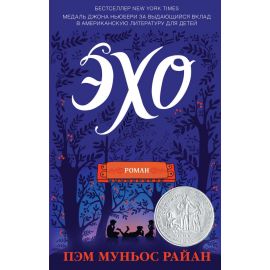 БЕСТСЕЛЛЕР NEW YORK TIMES
МЕДАЛЬ ДЖОНА НЬЮБЕРИ ЗА ВЫДАЮЩИЙСЯ ВКЛАД
В АМЕРИКАНСКУЮ ЛИТЕРАТУРУ ДЛЯ ДЕТЕЙ
ЭХО
РОМАН
ПЭМ МУНЬОС РАЙАН